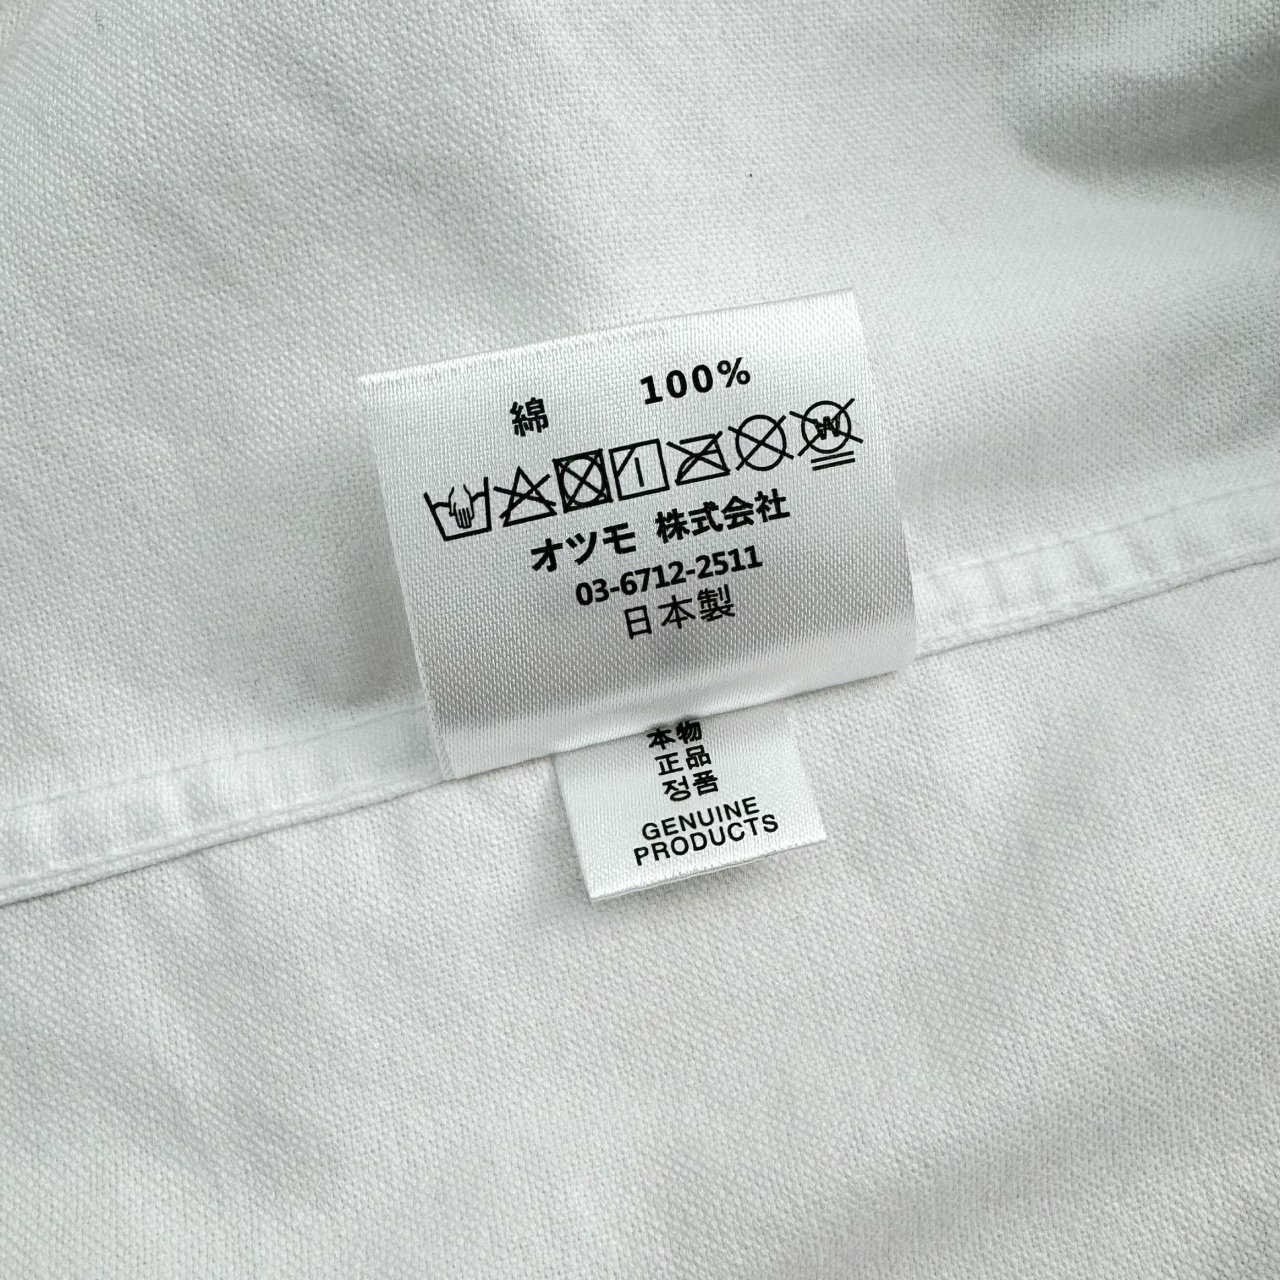 綿 100%
W
オツモ 株式会社
03-6712-2511
日本製
本物
正品
정품
GENUINE
PRODUCTS